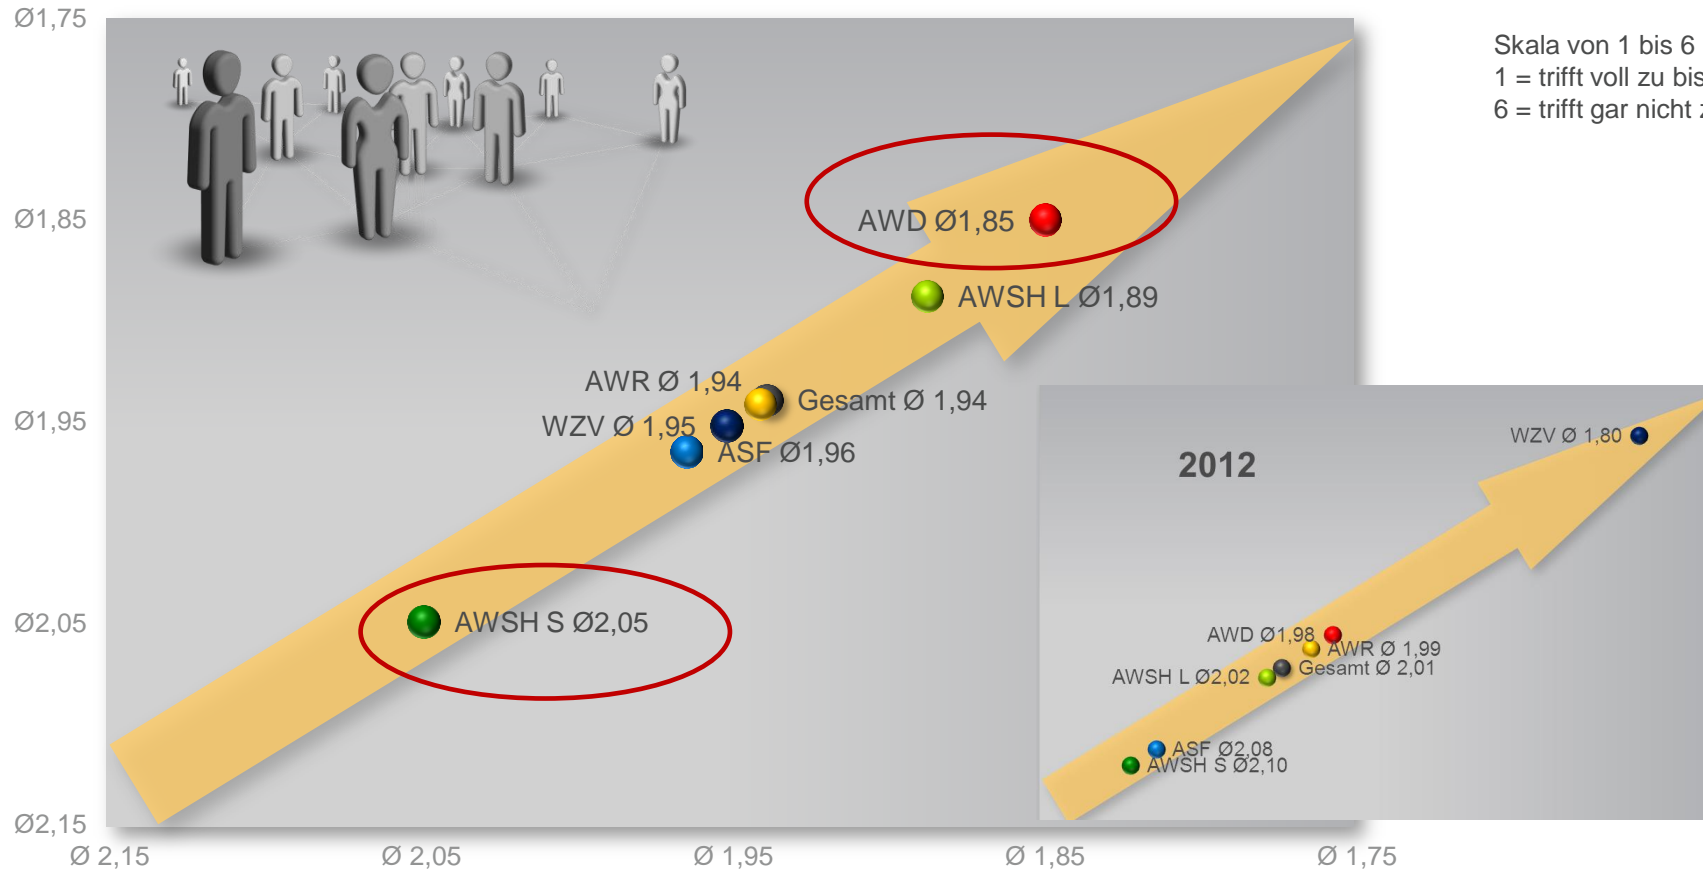 Ø1,75
Skala von 1 bis 6
1 = trifft voll zu bis
6 = trifft gar nicht z
Ø1,85
AWD Ø1,85
AWSH L Ø1,89
AWR Ø 1,94
Gesamt Ø 1,94
Ø1,95
WZV Ø 1,95
ASF Ø1,96
WZV Ø 1,80
2012
Ø2,05
AWSH S Ø2,05
AWD Ø1,98
AWR Ø 1,99
Gesamt Ø 2,01
AWSH L Ø2,02
ASF Ø2,08
AWSH S Ø2,10
Ø2,15
Ø 2,15
Ø 2,05
Ø 1,95
Ø 1,85
Ø 1,75